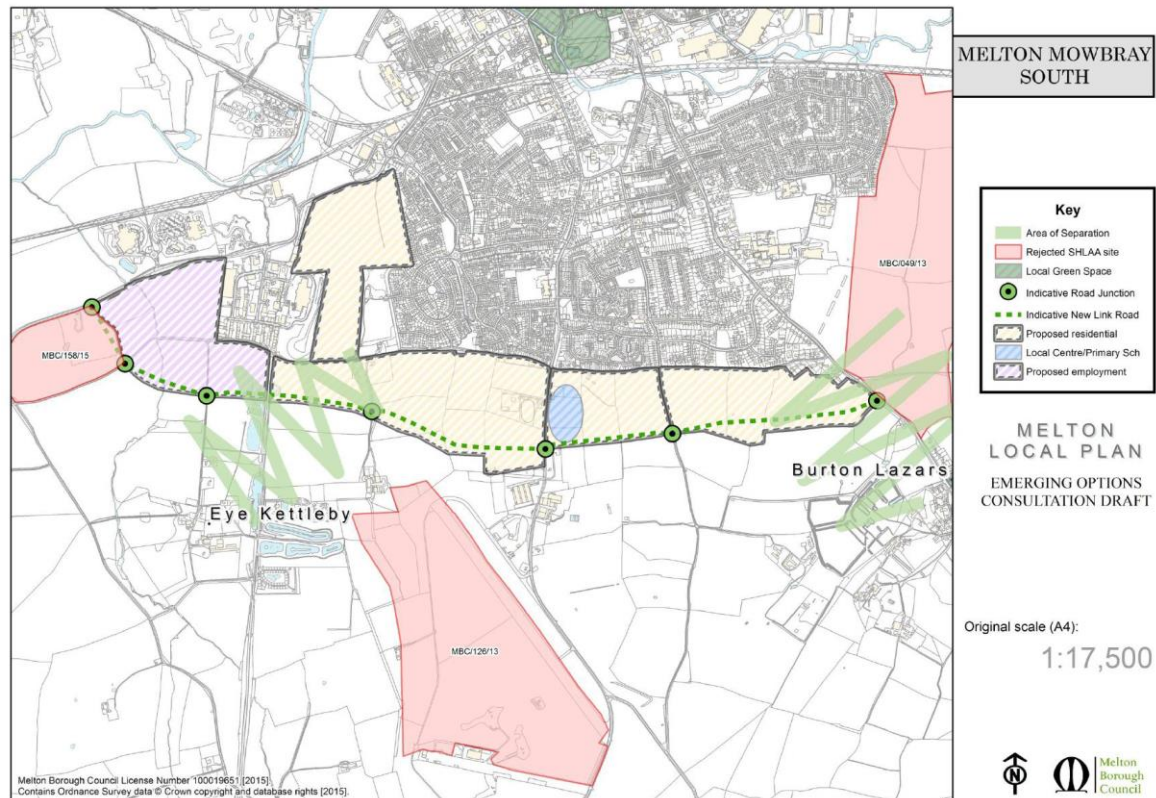 MELTON MOWBRAY
SOUTH
Key
Area of Separation
Rejected SHLAA site
Local Green Space
Indicative Road Junction
Indicative New Link Road
Proposed residential
Local Centre/Primary Sch
Proposed employment
MELTON
LOCAL PLAN
EMERGING OPTIONS
CONSULTATION DRAFT
Original scale (A4):
1:17,500
N
Melton
Borough
Council
MBC/049/13
MBC/158/15
Burton Lazars
Eye Kettleby
MBC/126/13
Melton Borough Council License Number 100019651 [2015]
Contains Ordnance Survey data © Crown copyright and database rights [2015].